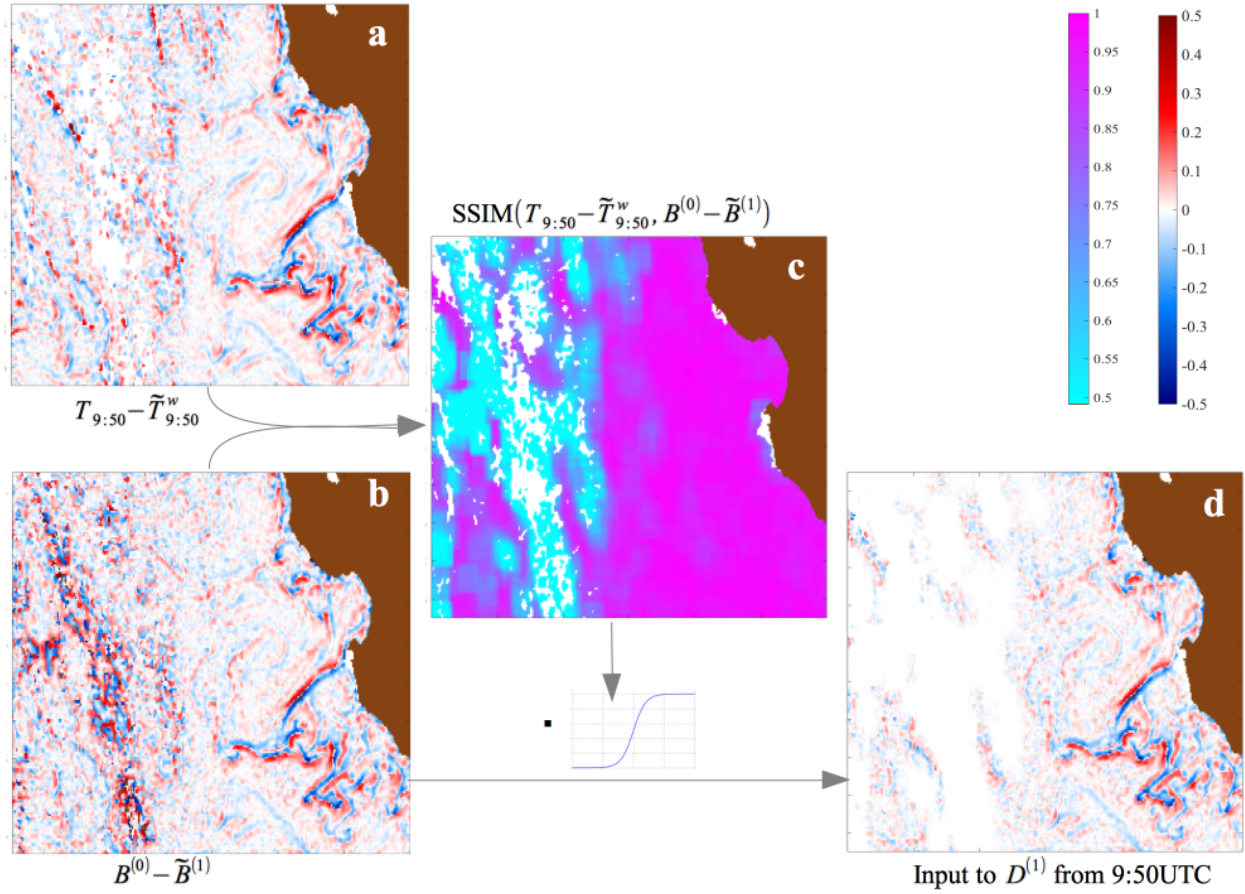 a
1
0.95
0.9
0.85
0.8
0.75
0.7
0.65
0.6
0.55
0.5
0.5
0.4
0.3
0.2
0.1
0
-0.1
-0.2
-0.3
-0.4
-0.5
SSIM(T₉:₅₀−T̃ʷ₉:₅₀, B⁽⁰⁾−B̃⁽¹⁾)
c
T₉:₅₀−T̃ʷ₉:₅₀
b
d
B⁽⁰⁾−B̃⁽¹⁾
Input to D⁽¹⁾ from 9:50UTC